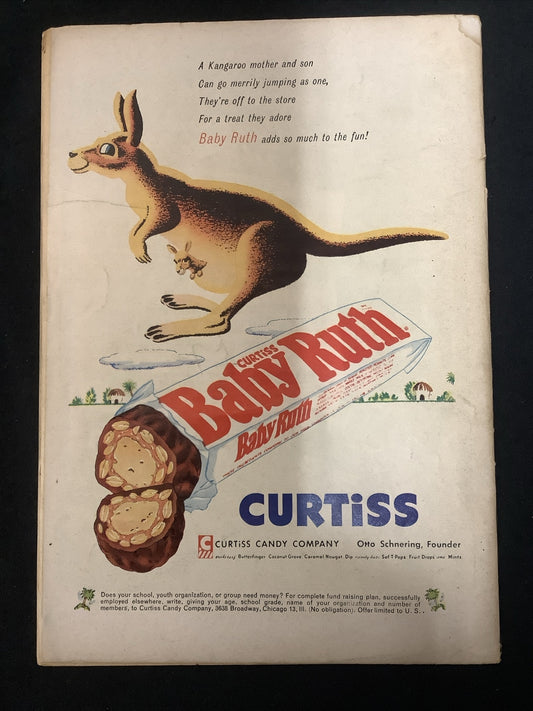 A Kangaroo mother and son
Can go merrily jumping as one,
They're off to the store
For a treat they adore
Baby Ruth adds so much to the fun!
CURTiSS
Baby Ruth
Baby Ruth
CURTiSS
C CURTiSS CANDY COMPANY Otto Schnering, Founder
Butterfinger Coconut Grove Caramel Nougat Dip Saf-T-Pops Fruit Drops and Mints
Does your school, youth organization, or group need money? For complete fund raising plan, successfully
employed elsewhere, write, giving your age, school grade, name of your organization and number of
members, to Curtiss Candy Company, 3638 Broadway, Chicago 13, Ill. (No obligation). Offer limited to U. S..